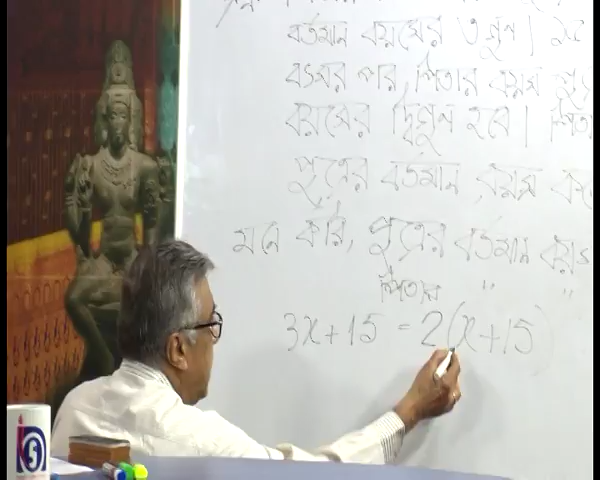 বর্তমান বয়সের ৩ গুণ। ১৫
বৎসর পর, পিতার বয়স
বয়সের দ্বিগুণ হবে। পিতা
পুত্রের বর্তমান বয়স
মনে করি, পুত্রের বর্তমান বয়স
পিতার " "
3x+15 = 2(x+15)